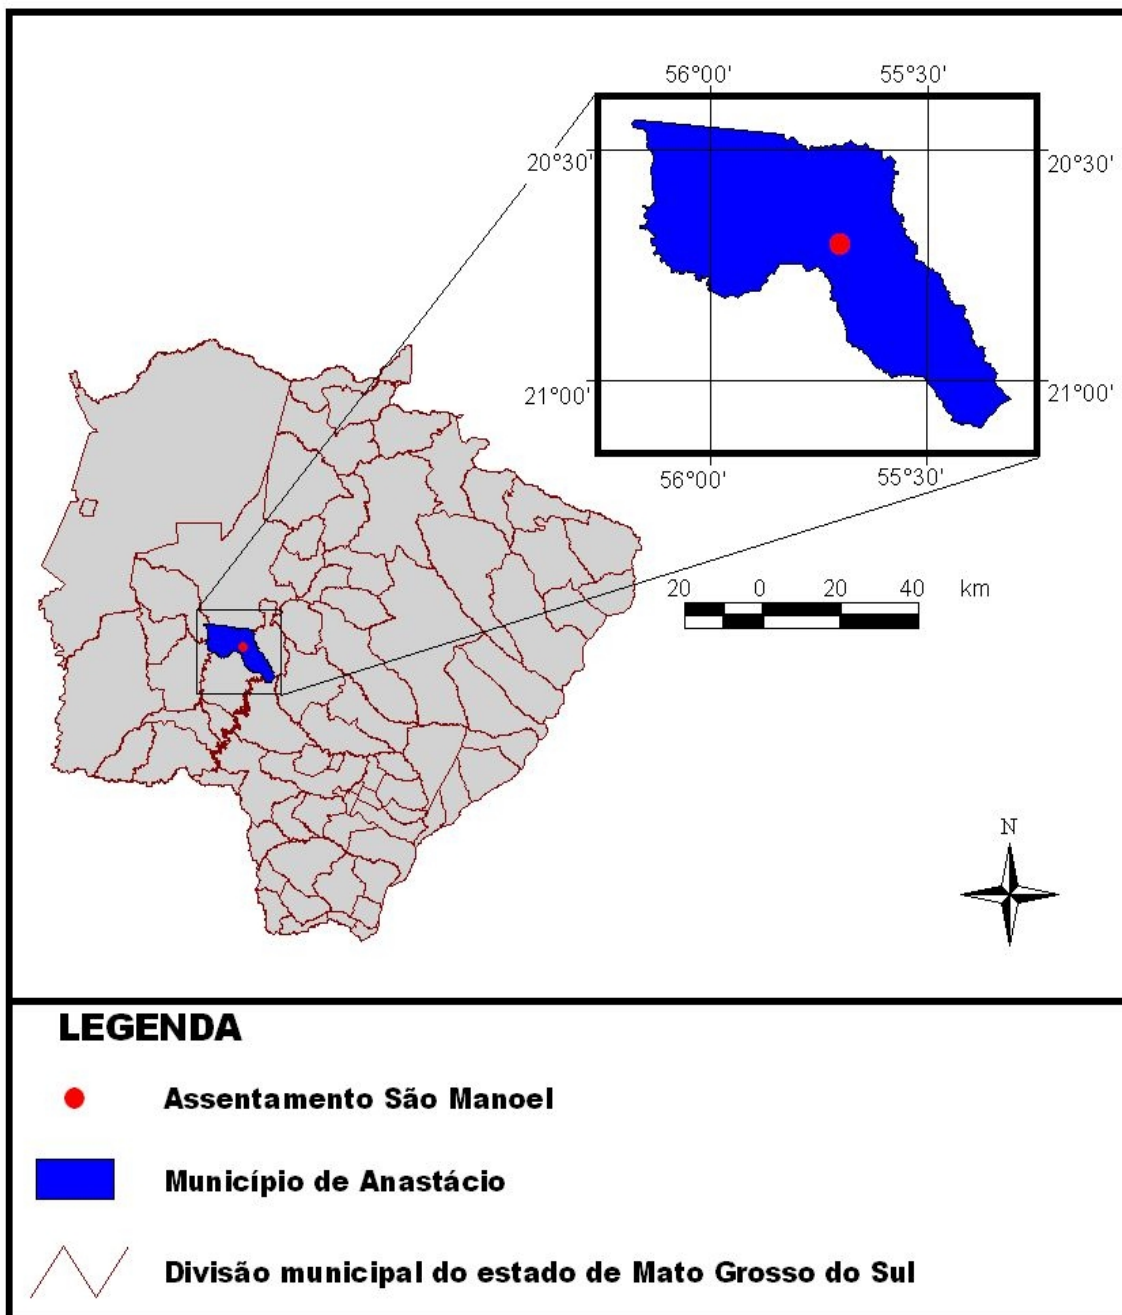 56°00' 55°30'
20°30' 20°30'
21°00' 21°00'
56°00' 55°30'
20 0 20 40 km
N
LEGENDA
Assentamento São Manoel
Município de Anastácio
Divisão municipal do estado de Mato Grosso do Sul